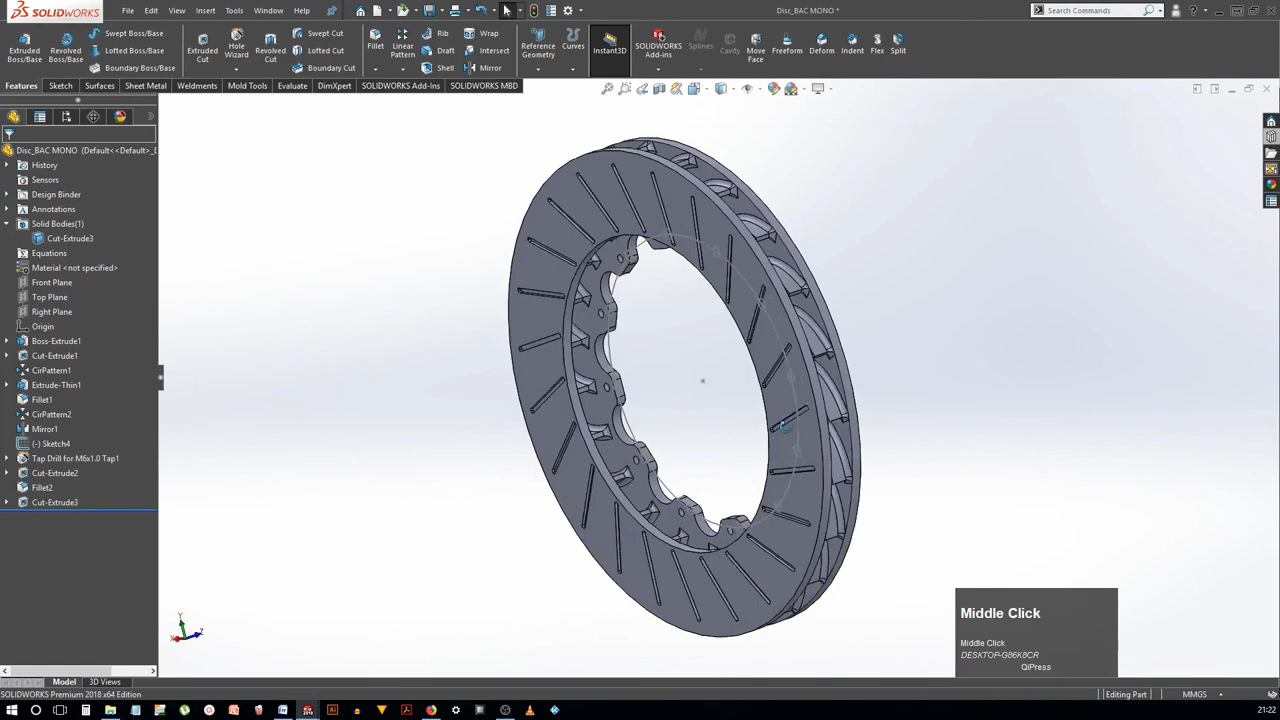 SOLIDWORKS File Edit View Insert Tools Window Help Disc_BAC MONO * Search Commands
Extruded Boss/Base Revolved Boss/Base Swept Boss/Base Lofted Boss/Base Boundary Boss/Base Extruded Cut Hole Wizard Revolved Cut Swept Cut Lofted Cut Boundary Cut Fillet Linear Pattern Rib Draft Shell Wrap Intersect Mirror Reference Geometry Curves Instant3D SOLIDWORKS Add-ins Splines Cavity Move Face Freeform Deform Indent Flex Split
Features Sketch Surfaces Sheet Metal Weldments Mold Tools Evaluate DimXpert SOLIDWORKS Add-Ins SOLIDWORKS MBD
Disc_BAC MONO (Default<<Default>_D
History
Sensors
Design Binder
Annotations
Solid Bodies(1)
Cut-Extrude3
Equations
Material <not specified>
Front Plane
Top Plane
Right Plane
Origin
Boss-Extrude1
Cut-Extrude1
CirPattern1
Extrude-Thin1
Fillet1
CirPattern2
Mirror1
(-) Sketch4
Tap Drill for M6x1.0 Tap1
Cut-Extrude2
Fillet2
Cut-Extrude3
Y
X Z
Middle Click
Middle Click
DESKTOP-G86K8CR
QiPress
Model 3D Views
SOLIDWORKS Premium 2018 x64 Edition Editing Part MMGS
21:22